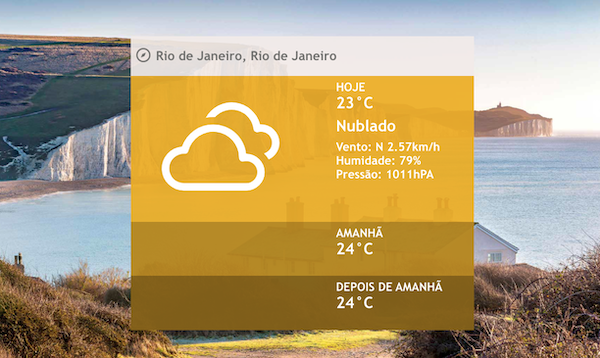 Rio de Janeiro, Rio de Janeiro
HOJE
23°C
Nublado
Vento: N 2.57km/h
Humidade: 79%
Pressão: 1011hPA
AMANHÃ
24°C
DEPOIS DE AMANHÃ
24°C